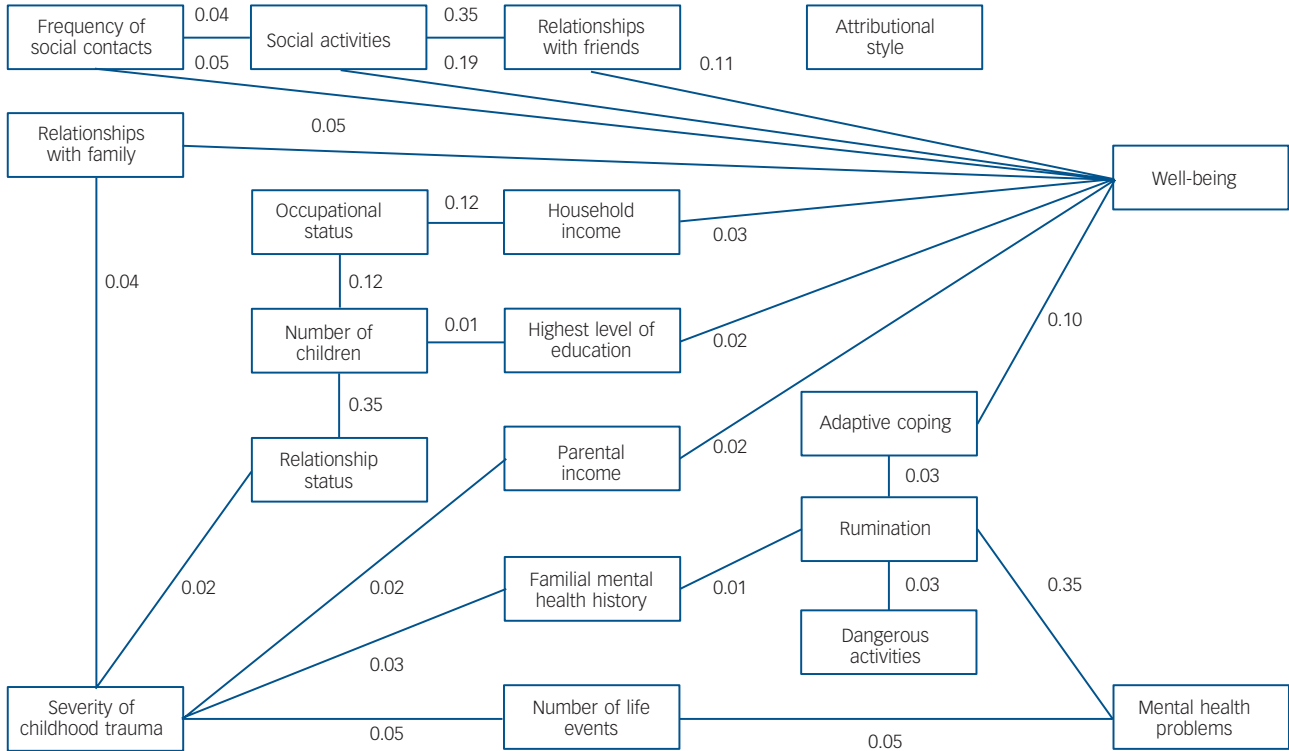 Frequency of
social contacts
0.04
Social activities
0.35
Relationships
with friends
Attributional
style
0.05
0.19
0.11
Relationships
with family
0.05
Well-being
Occupational
status
0.12
Household
income
0.03
0.04
0.12
Number of
children
0.01
Highest level of
education
0.02
0.10
0.35
Adaptive coping
Relationship
status
Parental
income
0.02
0.03
Rumination
0.02
0.02
Familial mental
health history
0.01
0.03
0.35
Dangerous
activities
0.03
Severity of
childhood trauma
0.05
Number of life
events
0.05
Mental health
problems